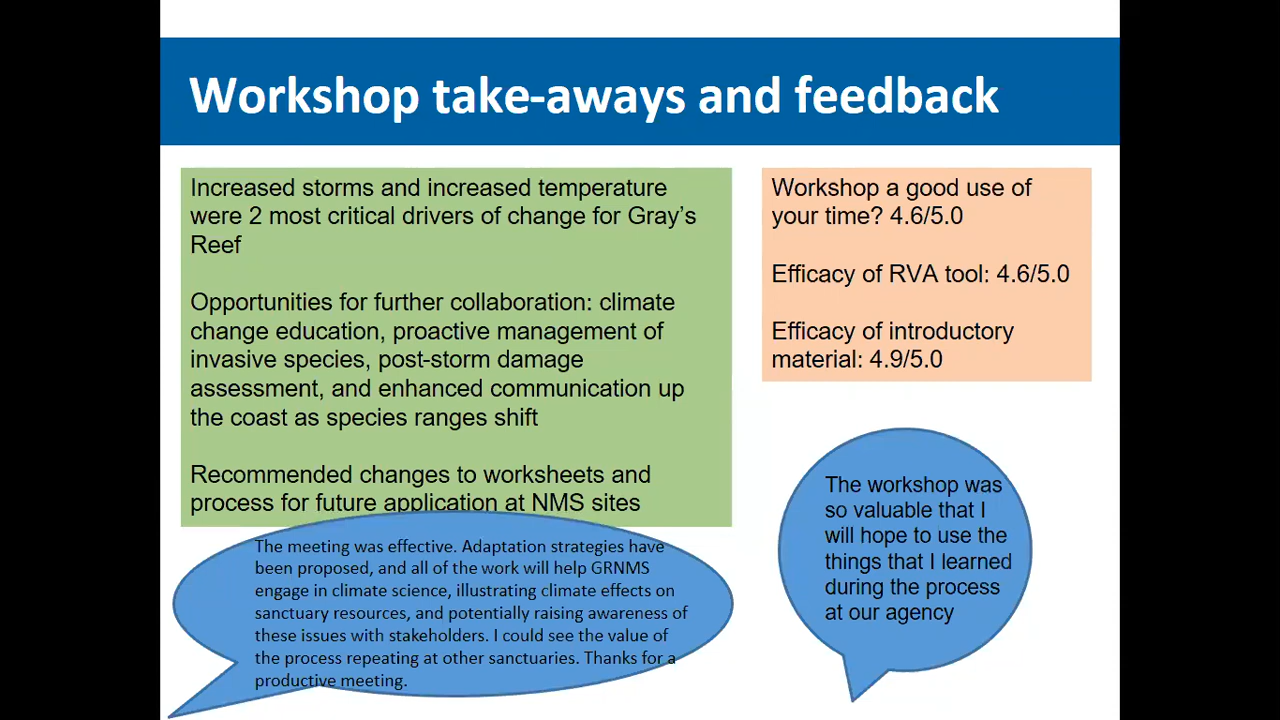 Workshop take-aways and feedback
Increased storms and increased temperature
were 2 most critical drivers of change for Gray's
Reef
Opportunities for further collaboration: climate
change education, proactive management of
invasive species, post-storm damage
assessment, and enhanced communication up
the coast as species ranges shift
Recommended changes to worksheets and
process for future application at NMS sites
Workshop a good use of
your time? 4.6/5.0
Efficacy of RVA tool: 4.6/5.0
Efficacy of introductory
material: 4.9/5.0
The meeting was effective. Adaptation strategies have
been proposed, and all of the work will help GRNMS
engage in climate science, illustrating climate effects on
sanctuary resources, and potentially raising awareness of
these issues with stakeholders. I could see the value of
the process repeating at other sanctuaries. Thanks for a
productive meeting.
The workshop was
so valuable that I
will hope to use the
things that I learned
during the process
at our agency